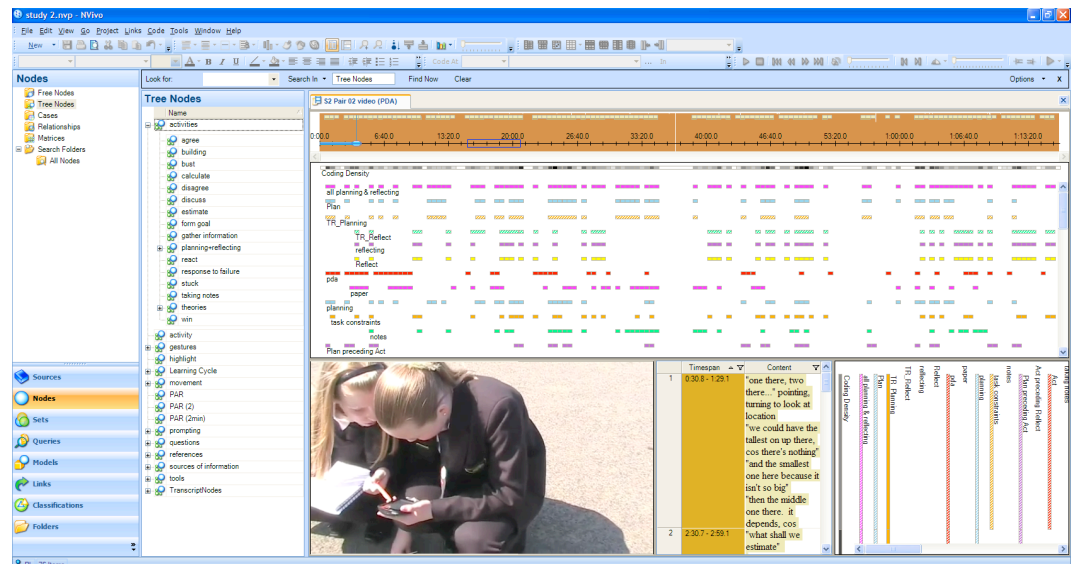 study 2.nvp - NVivo
File Edit View Go Project Links Code Tools Window Help
New
Code At In
Nodes
Look for: Search In Tree Nodes Find Now Clear Options X
Free Nodes
Tree Nodes
Cases
Relationships
Matrices
Search Folders
All Nodes
Sources
Nodes
Sets
Queries
Models
Links
Classifications
Folders
Tree Nodes
Name
activities
agree
building
bust
calculate
disagree
discuss
estimate
form goal
gather information
planning+reflecting
react
response to failure
stuck
taking notes
theories
win
activity
gestures
highlight
Learning Cycle
movement
PAR
PAR (2)
PAR (2min)
prompting
questions
references
sources of information
tools
TranscriptNodes
S2 Pair 02 video (PDA)
0:00.0 6:40.0 13:20.0 20:00.0 26:40.0 33:20.0 40:00.0 46:40.0 53:20.0 1:00:00.0 1:06:40.0 1:13:20.0
Coding Density
all planning & reflecting
Plan
TR_Planning
TR_Reflect
reflecting
Reflect
pda
paper
planning
task constraints
notes
Plan preceding Act
Timespan Content
1 0:30.8 - 1:29.1 "one there, two
there..." pointing,
turning to look at
location
"we could have the
tallest on up there,
cos there's nothing"
"and the smallest
one here because it
isn't so big"
"then the middle
one there. it
depends, cos
2 2:30.7 - 2:59.1 "what shall we
estimate"
Coding Density
all planning & reflecting
Plan
TR_Planning
TR_Reflect
reflecting
Reflect
pda
paper
planning
task constraints
notes
Plan preceding Act
Act preceding Reflect
Act
taking notes